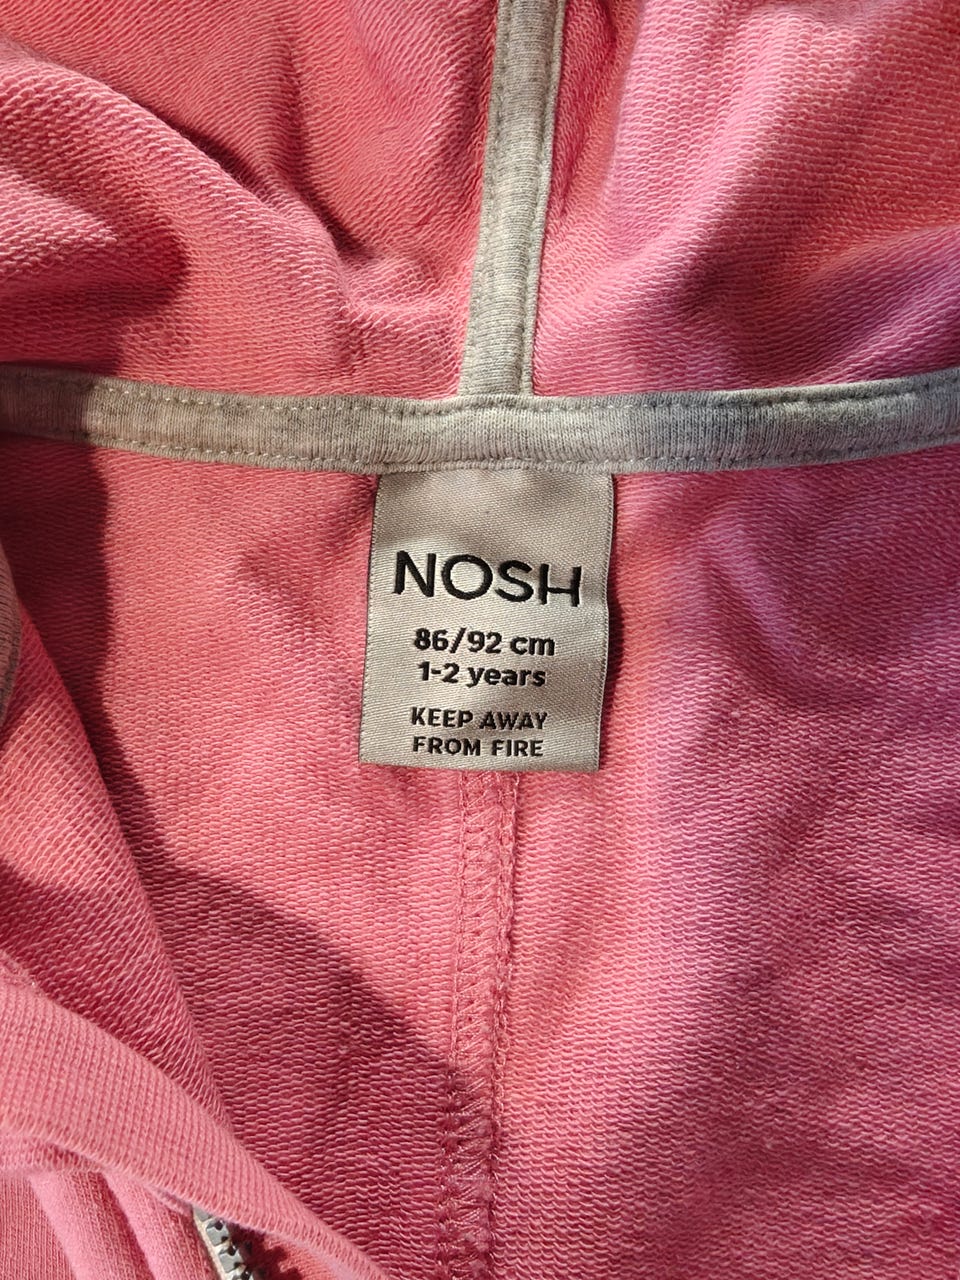 NOSH
86/92 cm
1-2 years
KEEP AWAY
FROM FIRE